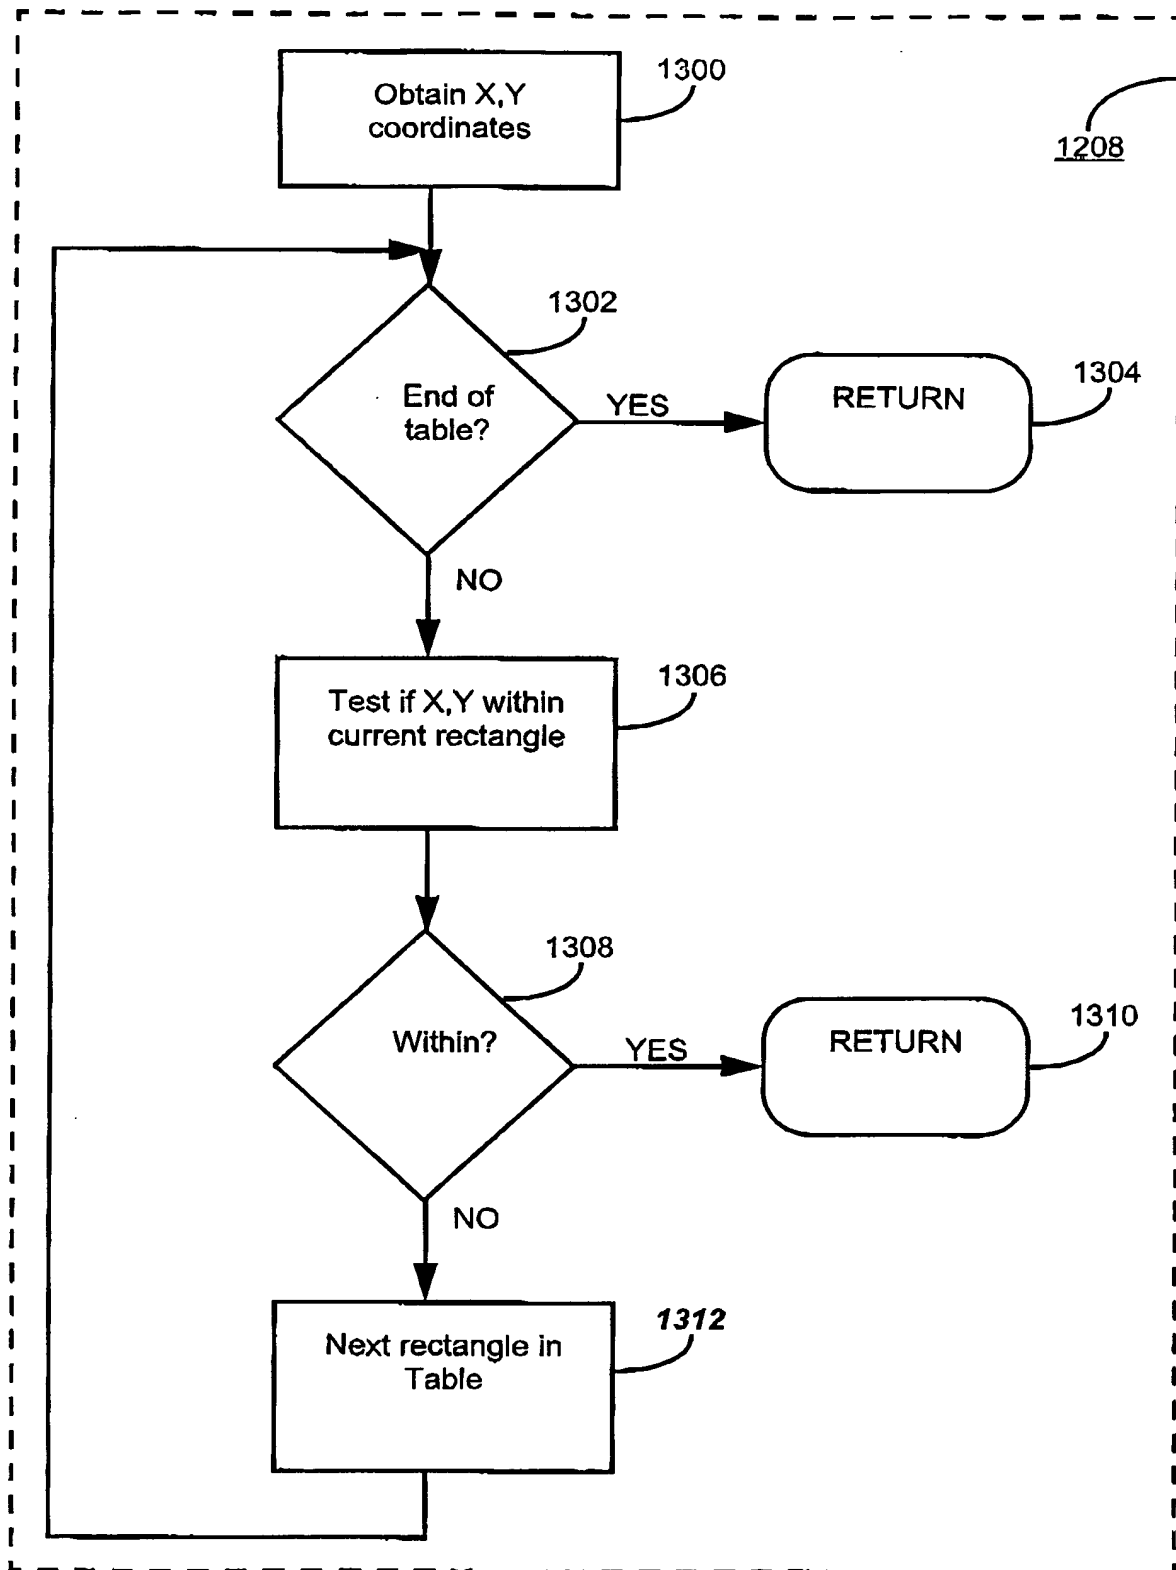 1300
Obtain X,Y
coordinates
1208
1302
End of
table?
YES
RETURN
1304
NO
1306
Test if X,Y within
current rectangle
1308
Within?
YES
RETURN
1310
NO
1312
Next rectangle in
Table